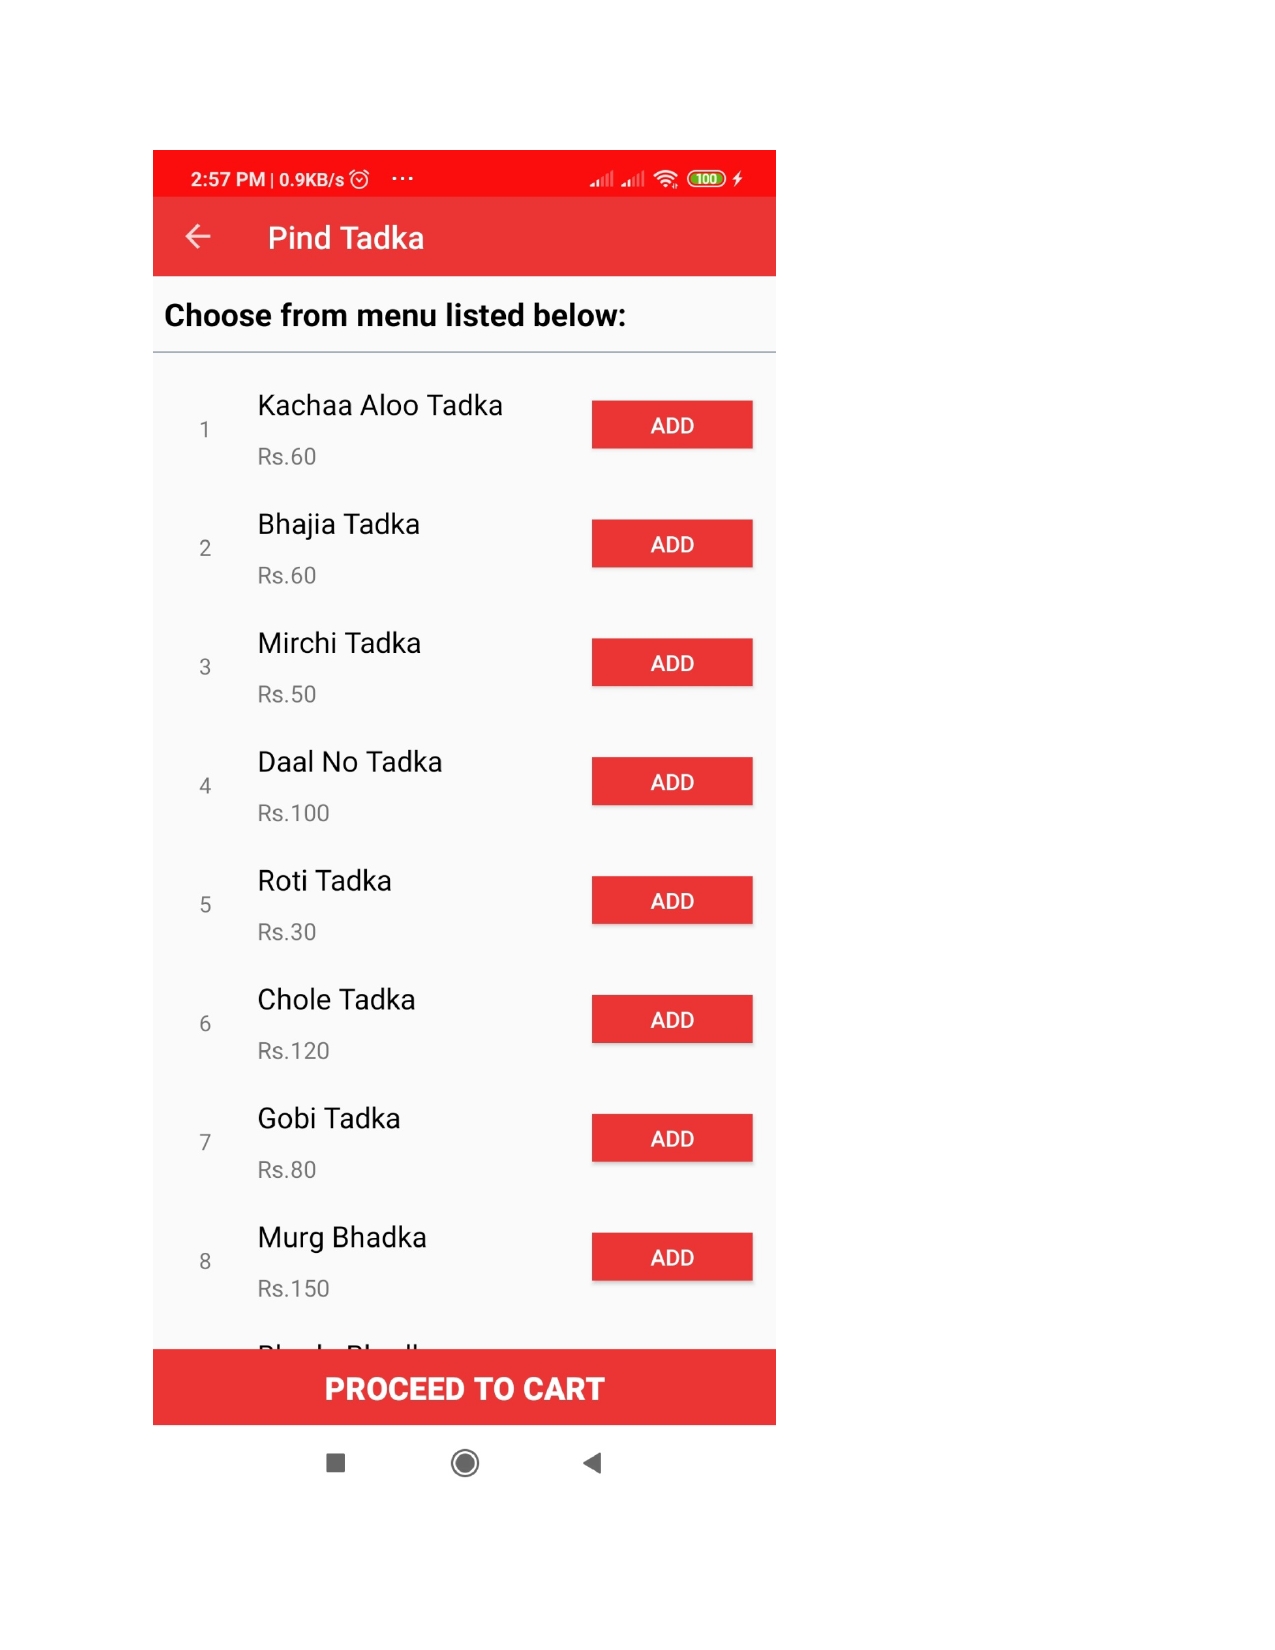 2:57 PM | 0.9KB/s ...
100
Pind Tadka
Choose from menu listed below:
1
Kachaa Aloo Tadka
Rs.60
ADD
2
Bhajia Tadka
Rs.60
ADD
3
Mirchi Tadka
Rs.50
ADD
4
Daal No Tadka
Rs.100
ADD
5
Roti Tadka
Rs.30
ADD
6
Chole Tadka
Rs.120
ADD
7
Gobi Tadka
Rs.80
ADD
8
Murg Bhadka
Rs.150
ADD
PROCEED TO CART